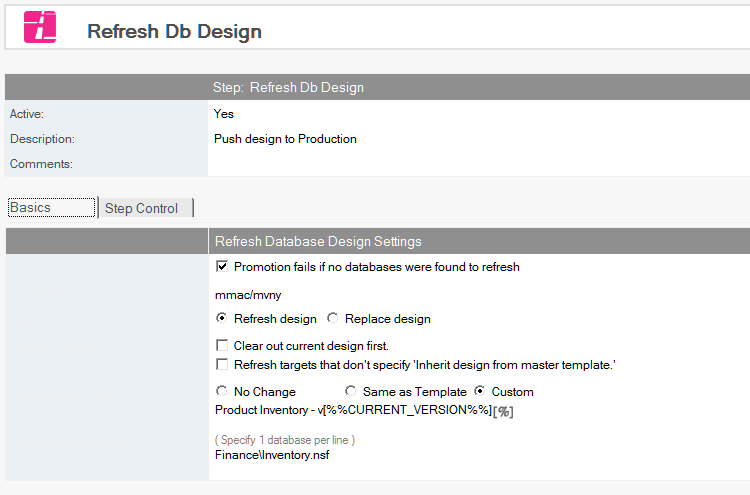 Refresh Db Design
Step: Refresh Db Design
Active: Yes
Description: Push design to Production
Comments:
Basics Step Control
Refresh Database Design Settings
Promotion fails if no databases were found to refresh
mmac/mvny
Refresh design Replace design
Clear out current design first.
Refresh targets that don't specify 'Inherit design from master template.'
No Change Same as Template Custom
Product Inventory - v[%%CURRENT_VERSION%%][%]
( Specify 1 database per line )
Finance\Inventory.nsf